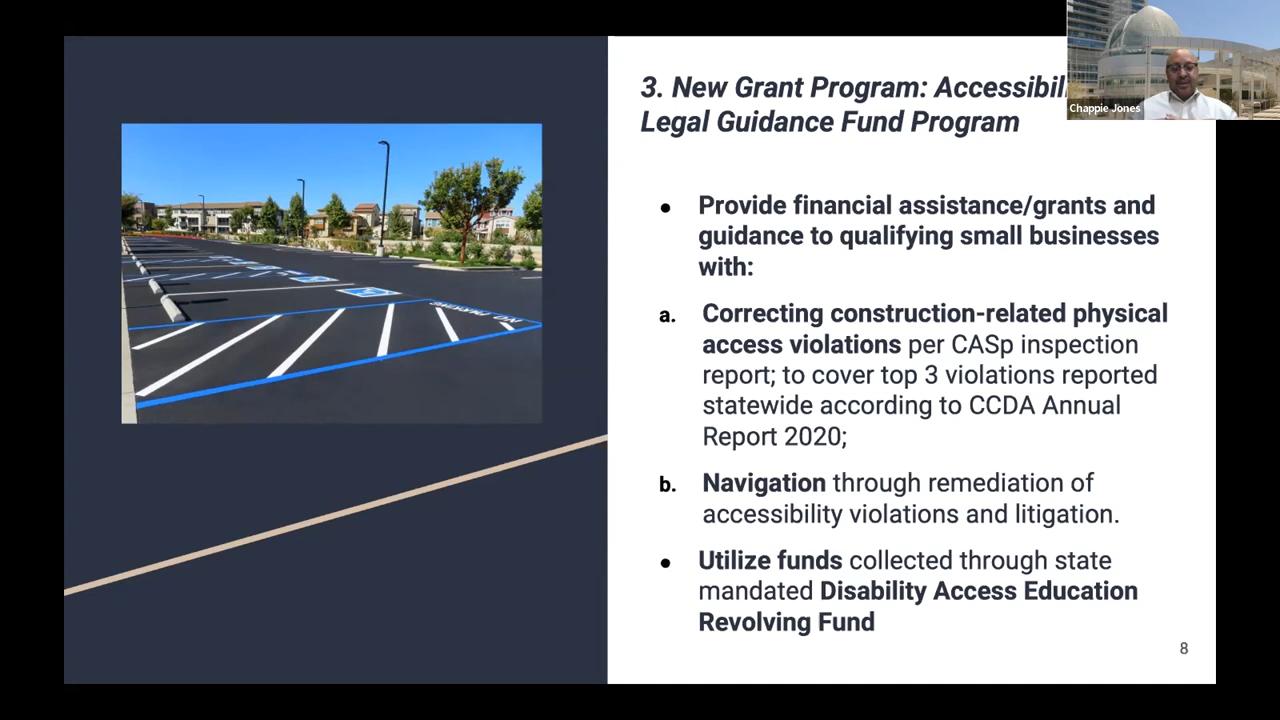 3. New Grant Program:
Chappie Jones
Legal Guidance Fund Program
● Provide financial assistance/grants and
guidance to qualifying small businesses
with:
a. Correcting construction-related physical
access violations per CASp inspection
report; to cover top 3 violations reported
statewide according to CCDA Annual
Report 2020;
b. Navigation through remediation of
accessibility violations and litigation.
● Utilize funds collected through state
mandated Disability Access Education
Revolving Fund
NO PARKING
8